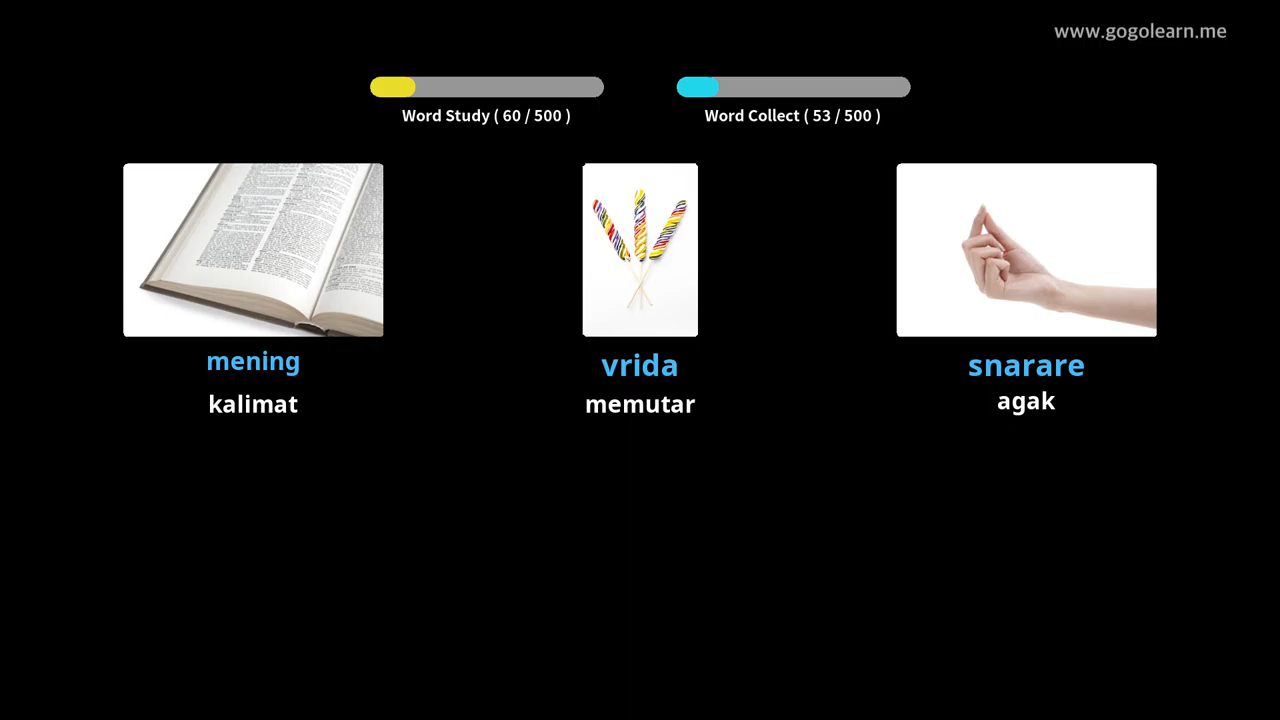 www.gogolearn.me
Word Study ( 60 / 500 )
Word Collect ( 53 / 500 )
mening
kalimat
vrida
memutar
snarare
agak